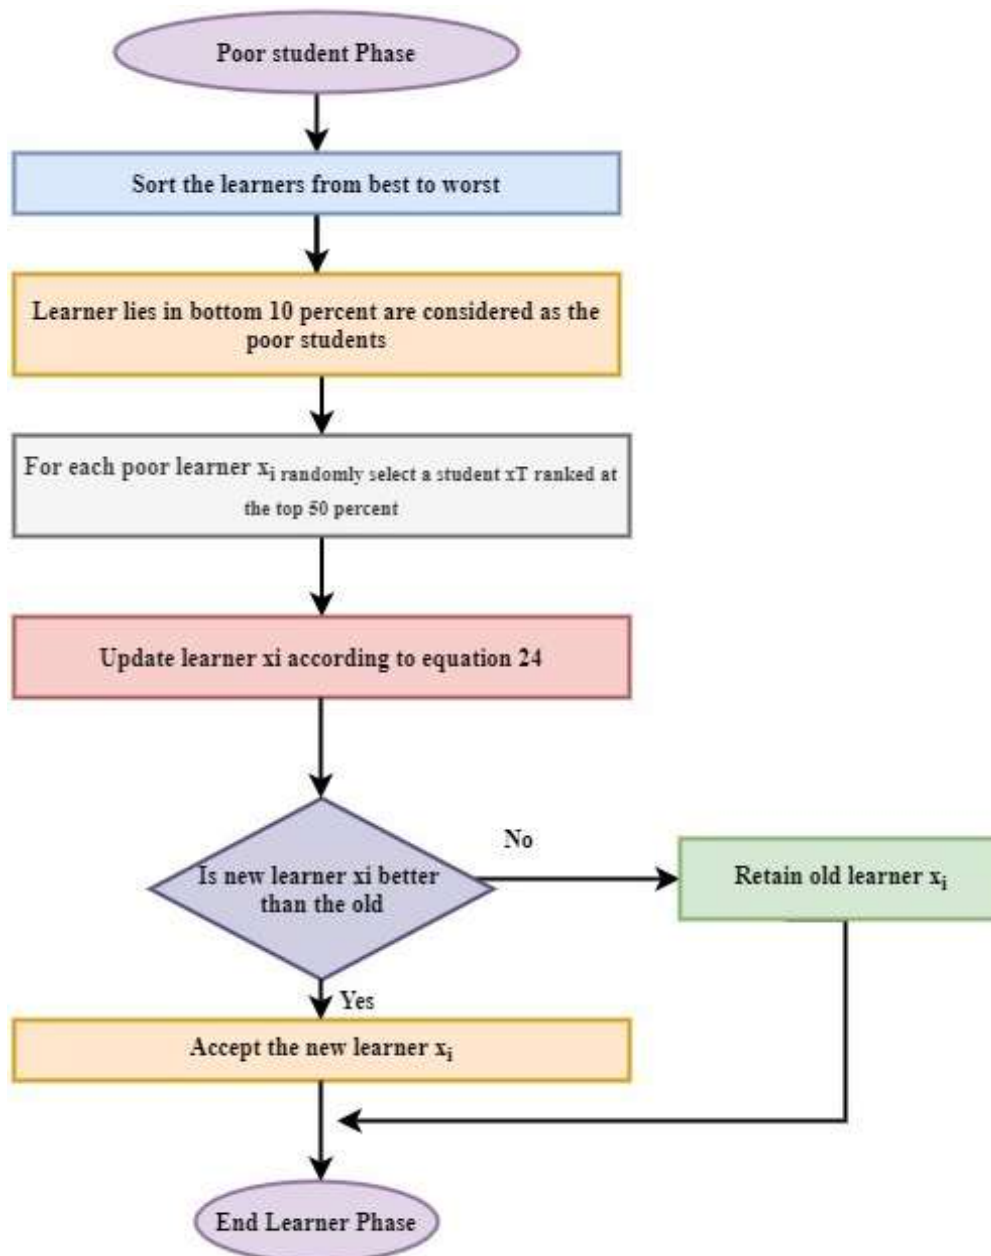 Poor student Phase
Sort the learners from best to worst
Learner lies in bottom 10 percent are considered as the
poor students
For each poor learner xi randomly select a student xT ranked at
the top 50 percent
Update learner xi according to equation 24
No
Is new learner xi better
than the old
Retain old learner xi
Yes
Accept the new learner xi
End Learner Phase